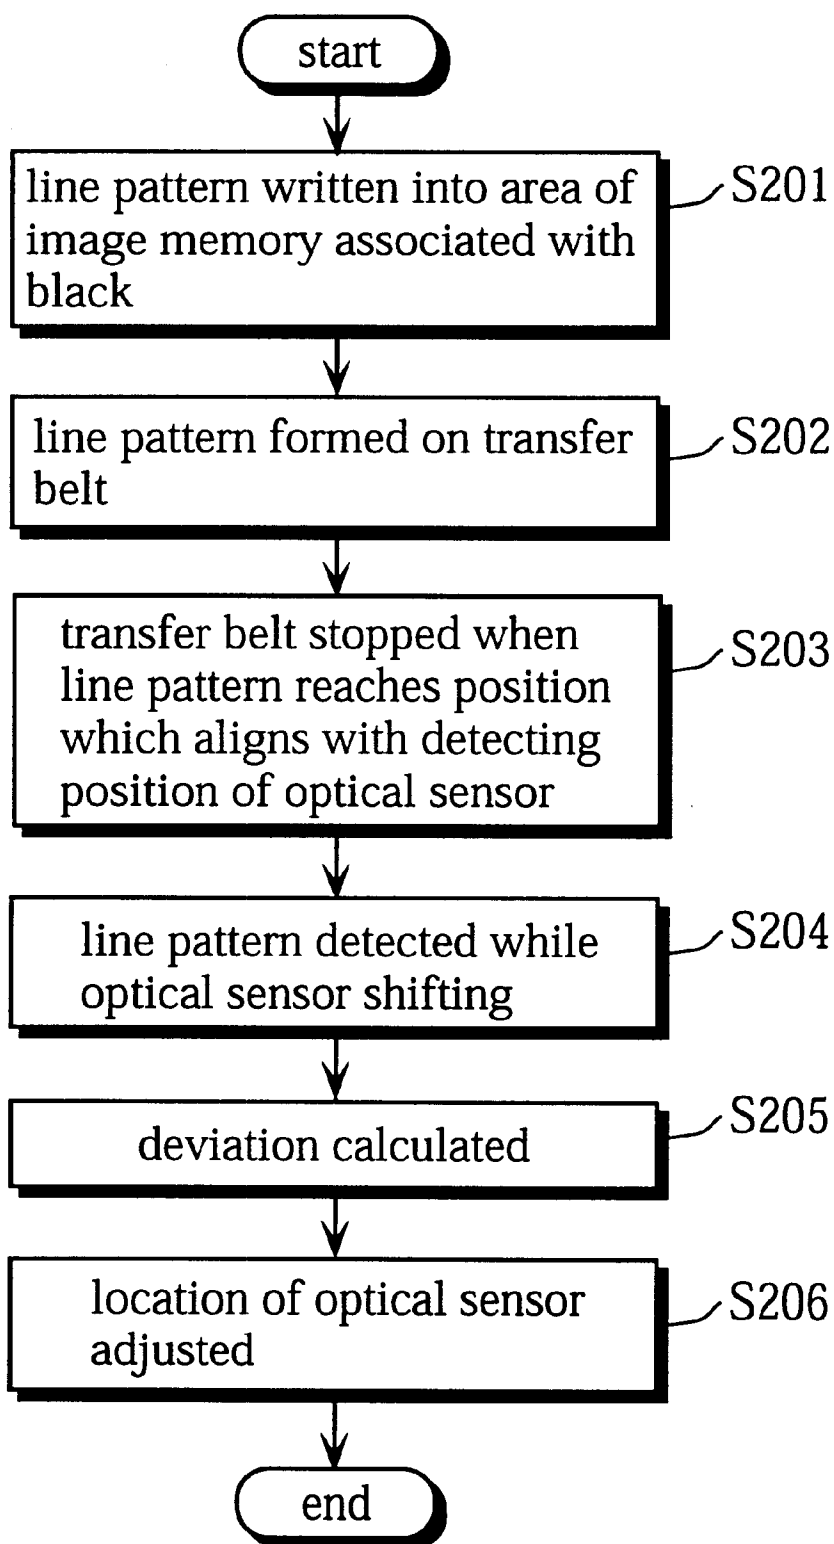 start
line pattern written into area of
image memory associated with
black
S201
line pattern formed on transfer
belt
S202
transfer belt stopped when
line pattern reaches position
which aligns with detecting
position of optical sensor
S203
line pattern detected while
optical sensor shifting
S204
deviation calculated
S205
location of optical sensor
adjusted
S206
end